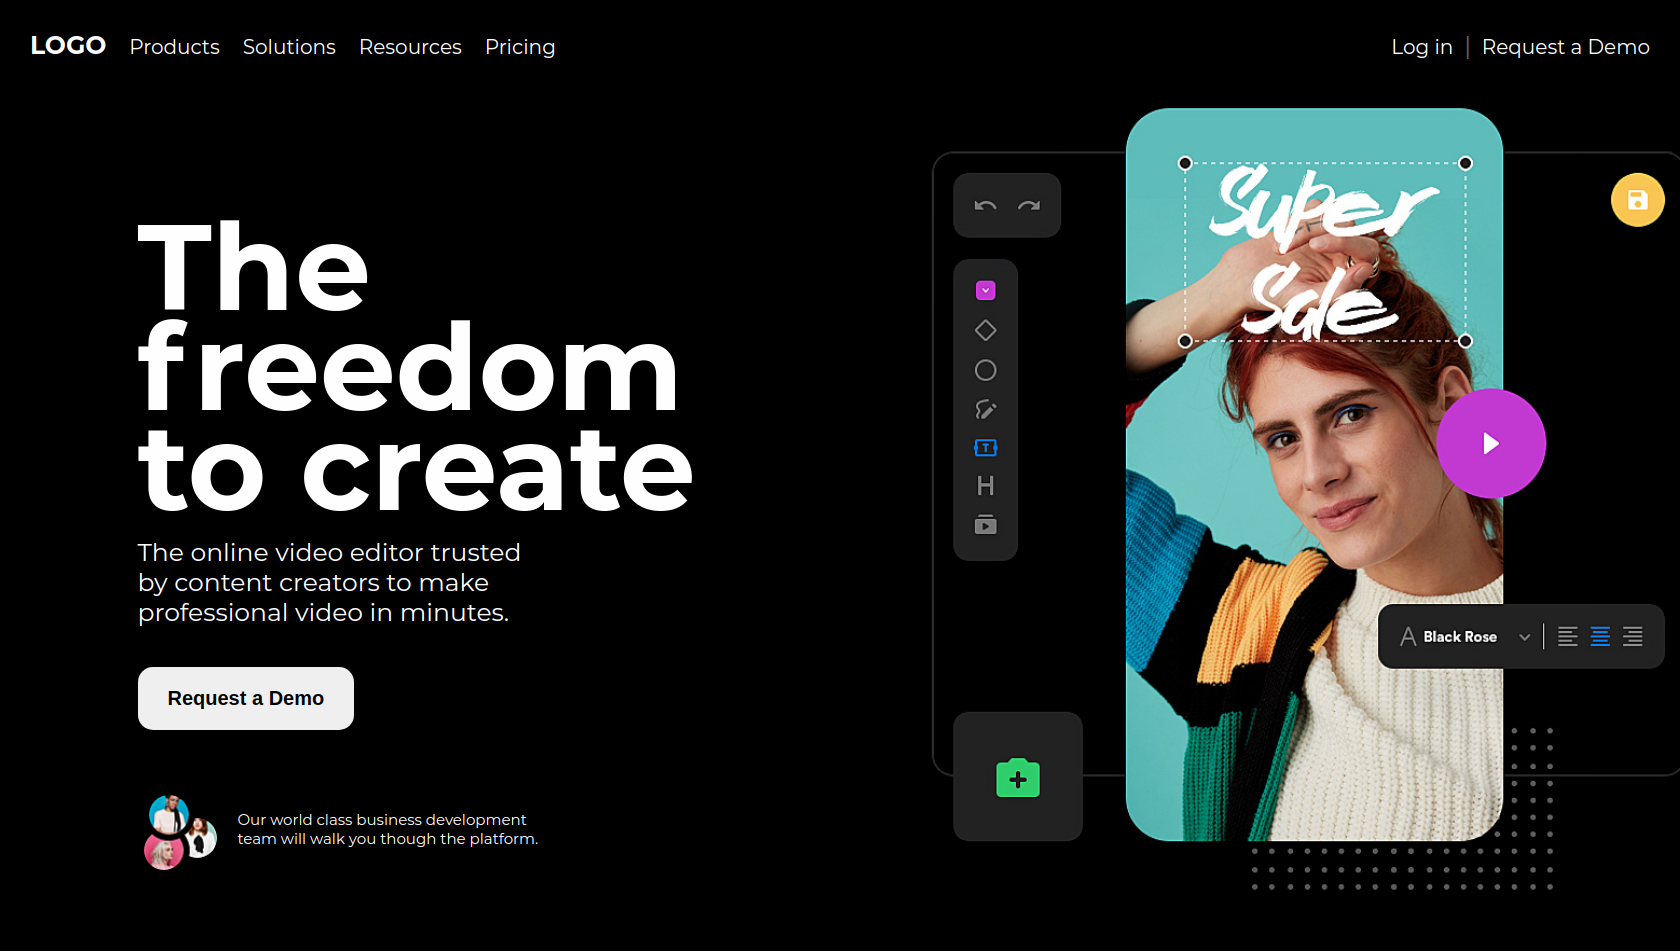 LOGO Products Solutions Resources Pricing Log in | Request a Demo
Super
Sale
The
freedom
to create
T
H
The online video editor trusted
by content creators to make
professional video in minutes.
A Black Rose
Request a Demo
Our world class business development
team will walk you though the platform.